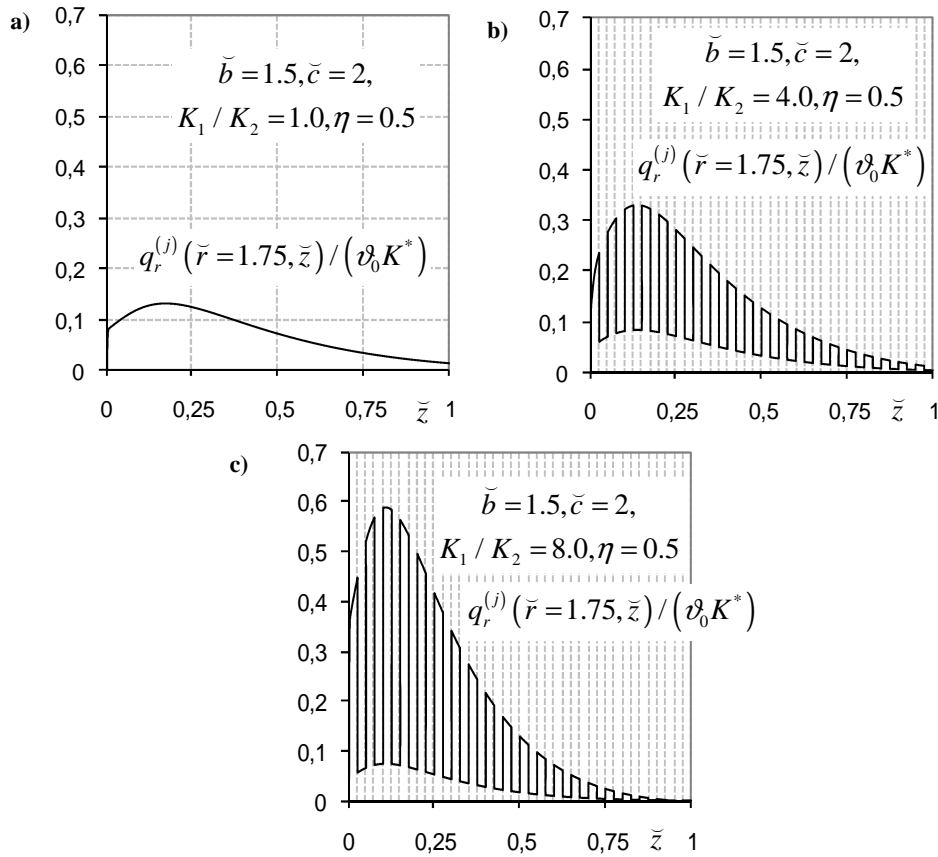 a)
0,7
0,6
0,5
0,4
0,3
0,2
0,1
0
b̆ = 1.5, c̆ = 2,
K₁ / K₂ = 1.0, η = 0.5
q_r^(j) (r̆ = 1.75, z̆) / (ϑ₀K*)
0 0,25 0,5 0,75 1
z̆
b)
0,7
0,6
0,5
0,4
0,3
0,2
0,1
0
b̆ = 1.5, c̆ = 2,
K₁ / K₂ = 4.0, η = 0.5
q_r^(j) (r̆ = 1.75, z̆) / (ϑ₀K*)
0 0,25 0,5 0,75 1
z̆
c)
0,7
0,6
0,5
0,4
0,3
0,2
0,1
0
b̆ = 1.5, c̆ = 2,
K₁ / K₂ = 8.0, η = 0.5
q_r^(j) (r̆ = 1.75, z̆) / (ϑ₀K*)
0 0,25 0,5 0,75 1
z̆